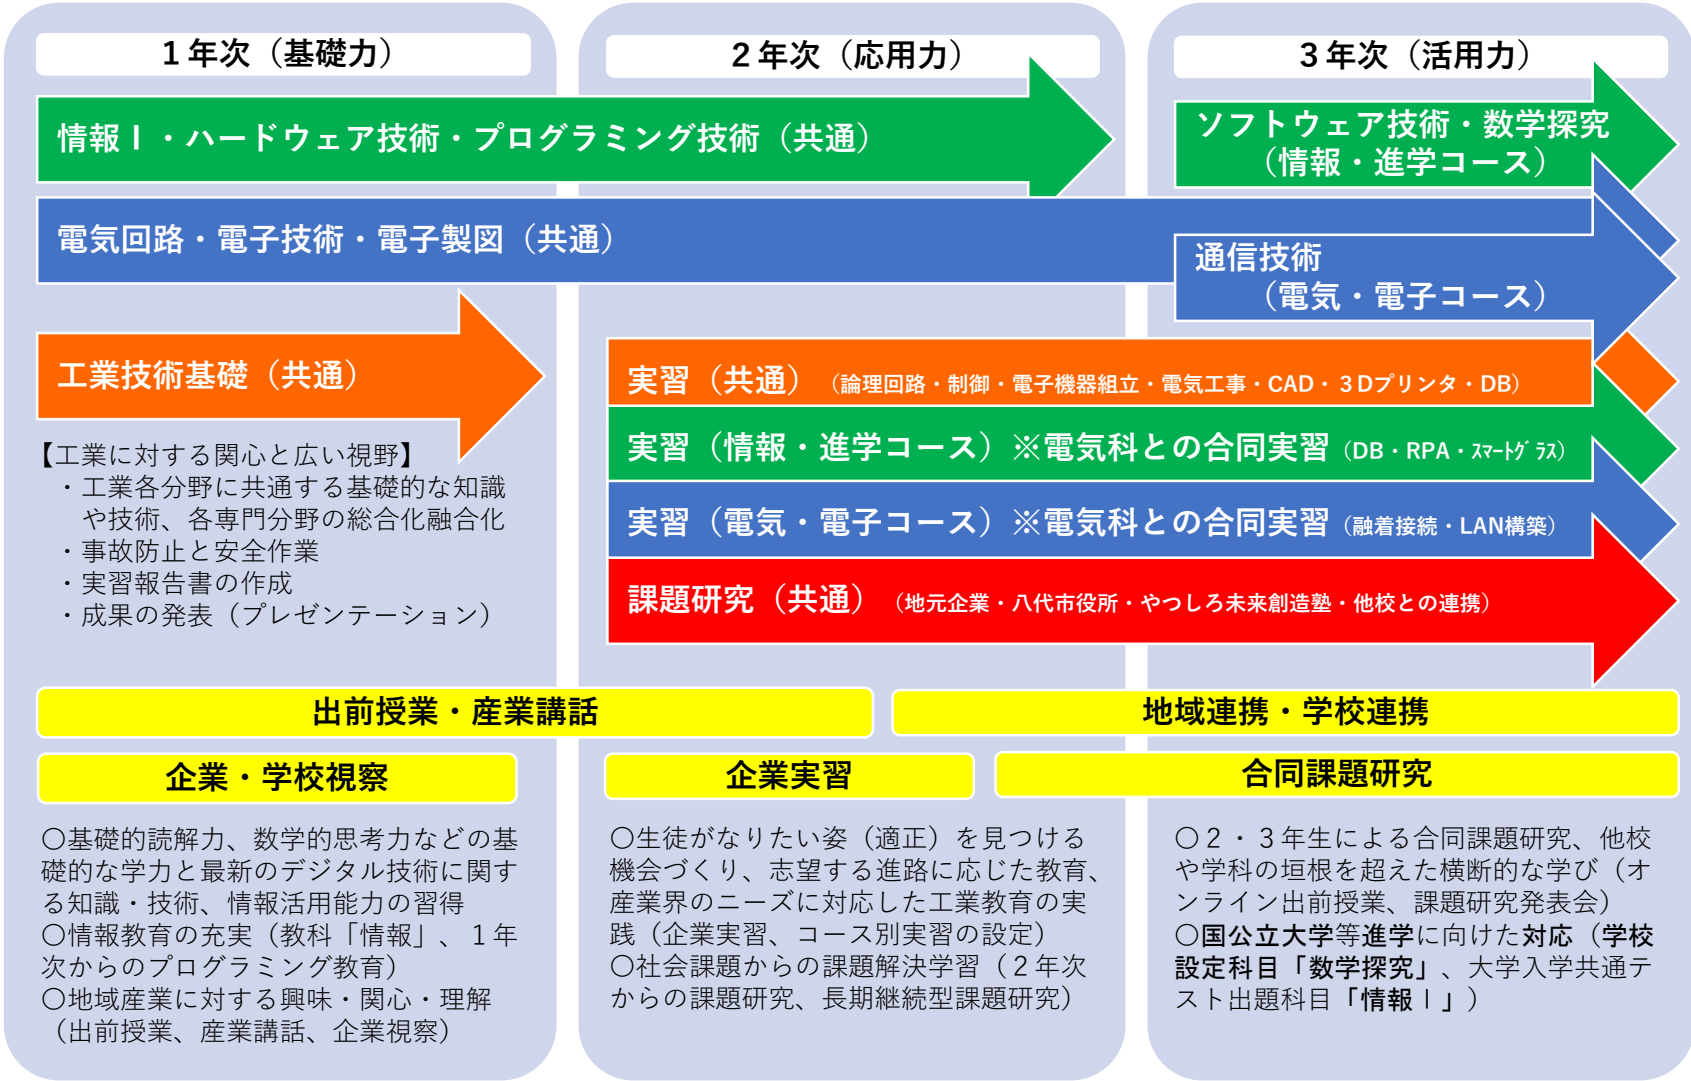 1年次（基礎力）
2年次（応用力）
3年次（活用力）
情報Ⅰ・ハードウェア技術・プログラミング技術（共通）
ソフトウェア技術・数学探究
（情報・進学コース）
電気回路・電子技術・電子製図（共通）
通信技術
（電気・電子コース）
工業技術基礎（共通）
実習（共通）（論理回路・制御・電子機器組立・電気工事・CAD・３Dプリンタ・DB）
実習（情報・進学コース）※電気科との合同実習（DB・RPA・ｽﾏｰﾄｸﾞﾗｽ）
実習（電気・電子コース）※電気科との合同実習（融着接続・LAN構築）
課題研究（共通）（地元企業・八代市役所・やつしろ未来創造塾・他校との連携）
【工業に対する関心と広い視野】
・工業各分野に共通する基礎的な知識
や技術、各専門分野の総合化融合化
・事故防止と安全作業
・実習報告書の作成
・成果の発表（プレゼンテーション）
出前授業・産業講話
地域連携・学校連携
企業・学校視察
企業実習
合同課題研究
〇基礎的読解力、数学的思考力などの基
礎的な学力と最新のデジタル技術に関す
る知識・技術、情報活用能力の習得
〇情報教育の充実（教科「情報」、１年
次からのプログラミング教育）
〇地域産業に対する興味・関心・理解
（出前授業、産業講話、企業視察）
〇生徒がなりたい姿（適正）を見つける
機会づくり、志望する進路に応じた教育、
産業界のニーズに対応した工業教育の実
践（企業実習、コース別実習の設定）
〇社会課題からの課題解決学習（２年次
からの課題研究、長期継続型課題研究）
〇２・３年生による合同課題研究、他校
や学科の垣根を超えた横断的な学び（オ
ンライン出前授業、課題研究発表会）
〇国公立大学等進学に向けた対応（学校
設定科目「数学探究」、大学入学共通テ
スト出題科目「情報Ⅰ」）